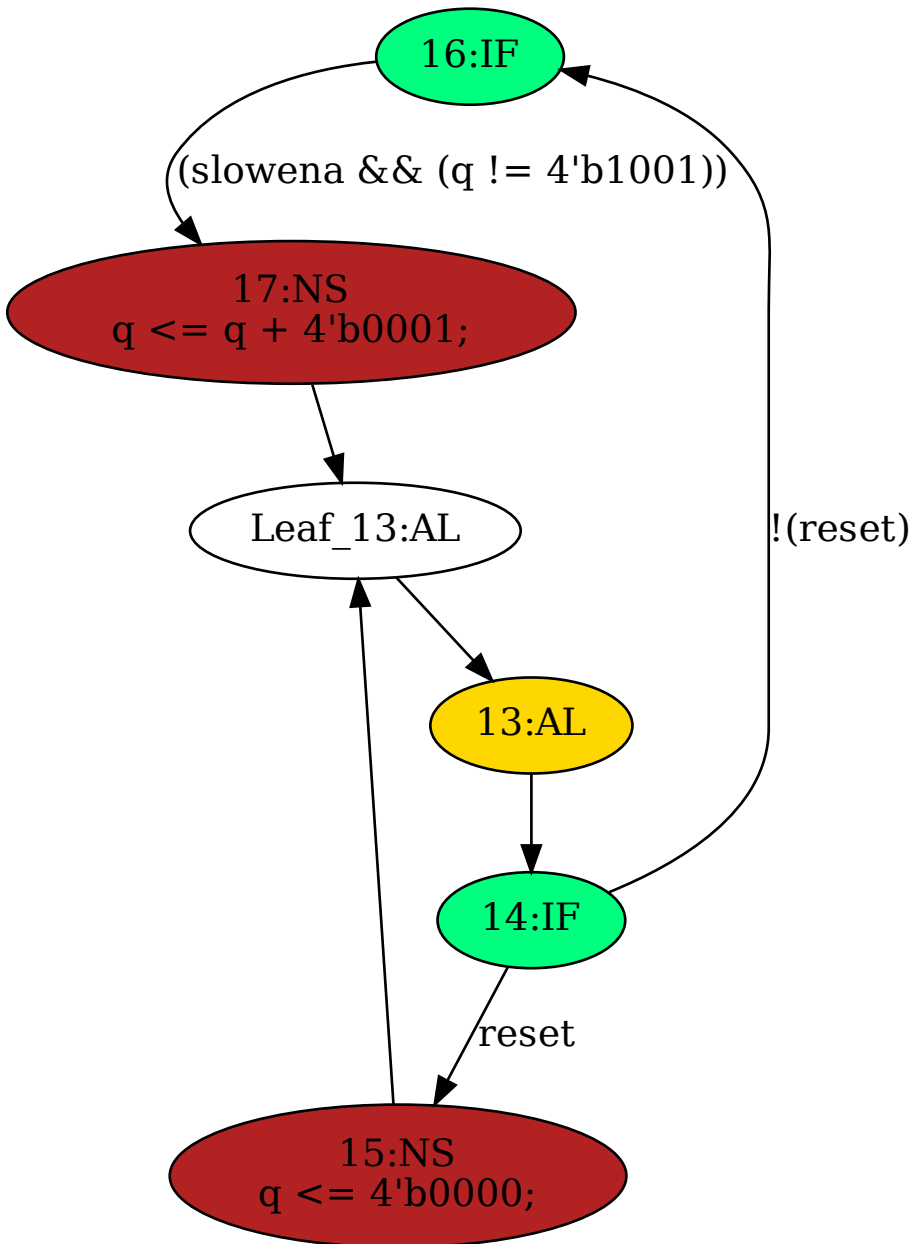 16:IF
(slowena && (q != 4'b1001))
17:NS
q <= q + 4'b0001;
Leaf_13:AL
!(reset)
13:AL
14:IF
reset
15:NS
q <= 4'b0000;